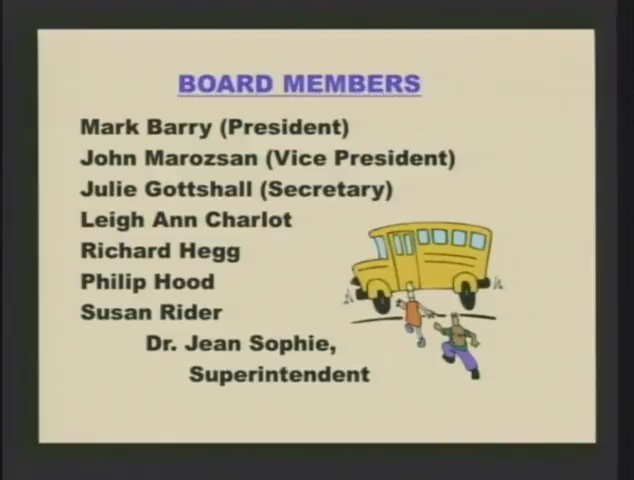 BOARD MEMBERS
Mark Barry (President)
John Marozsan (Vice President)
Julie Gottshall (Secretary)
Leigh Ann Charlot
Richard Hegg
Philip Hood
Susan Rider
Dr. Jean Sophie,
Superintendent